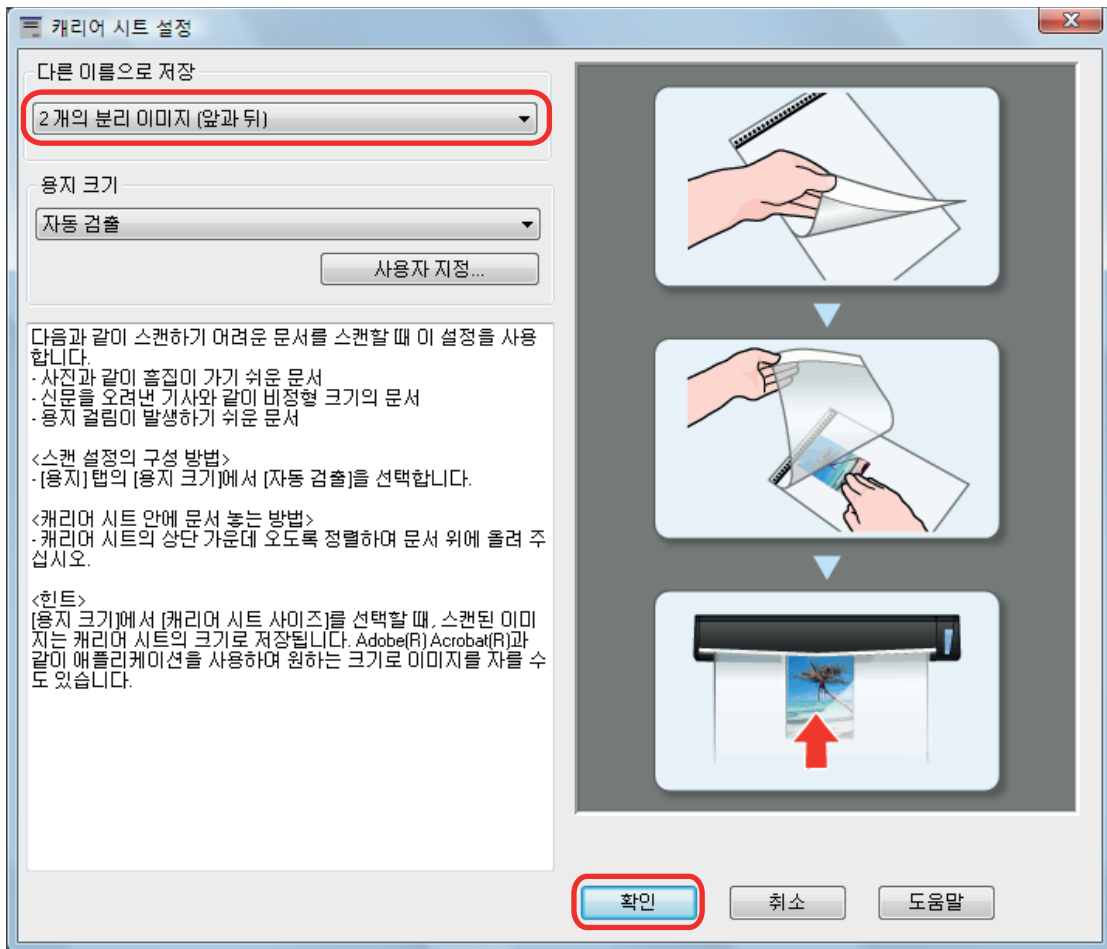 캐리어 시트 설정
다른 이름으로 저장
2개의 분리 이미지 (앞과 뒤)
용지 크기
자동 검출
사용자 지정...
다음과 같이 스캔하기 어려운 문서를 스캔할 때 이 설정을 사용
합니다.
- 사진과 같이 흠집이 가기 쉬운 문서
- 신문을 오려낸 기사와 같이 비정형 크기의 문서
- 용지 걸림이 발생하기 쉬운 문서
<스캔 설정의 구성 방법>
- [용지] 탭의 [용지 크기]에서 [자동 검출]을 선택합니다.
<캐리어 시트 안에 문서 놓는 방법>
- 캐리어 시트의 상단 가운데 오도록 정렬하여 문서 위에 올려 주
십시오.
<힌트>
[용지 크기]에서 [캐리어 시트 사이즈]를 선택할 때, 스캔된 이미
지는 캐리어 시트의 크기로 저장됩니다. Adobe(R) Acrobat(R)과
같이 애플리케이션을 사용하여 원하는 크기로 이미지를 자를 수
도 있습니다.
확인
취소
도움말